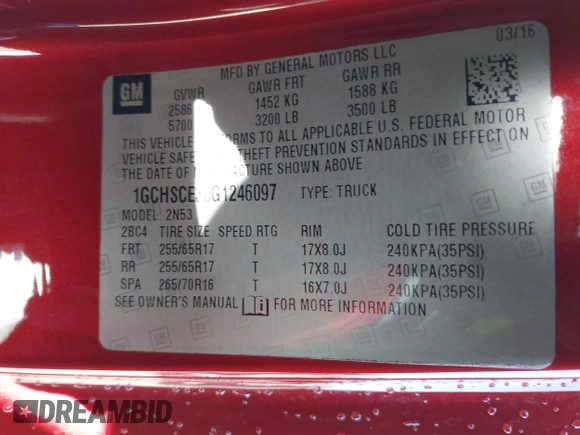 03/16
GM
MFD BY GENERAL MOTORS LLC
GVWR GAWR FRT GAWR RR
2586 1452 KG 1588 KG
5700 3200 LB 3500 LB
THIS VEHICLE TO ALL APPLICABLE U.S. FEDERAL MOTOR
VEHICLE THEFT PREVENTION STANDARDS IN EFFECT ON
THE DATE OF SHOWN ABOVE
TYPE: TRUCK
MODEL: 2N53
2BC4 TIRE SIZE SPEED RTG RIM COLD TIRE PRESSURE
FRT 255/65R17 T 17X8.0J 240KPA(35PSI)
RR 255/65R17 T 17X8.0J 240KPA(35PSI)
SPA 265/70R16 T 16X7.0J 240KPA(35PSI)
SEE OWNER'S MANUAL FOR MORE INFORMATION
DREAMBID